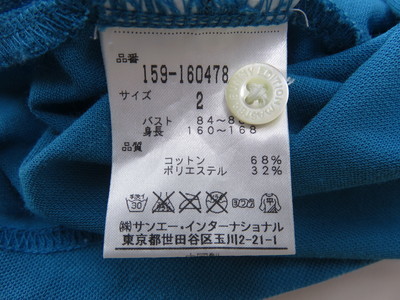 品番
159-160478
サイズ
2
バスト 84~8
身長 160~168
品質
コットン 68%
ポリエステル 32%
30
㈱サンエー・インターナショナル
東京都世田谷区玉川2-21-1